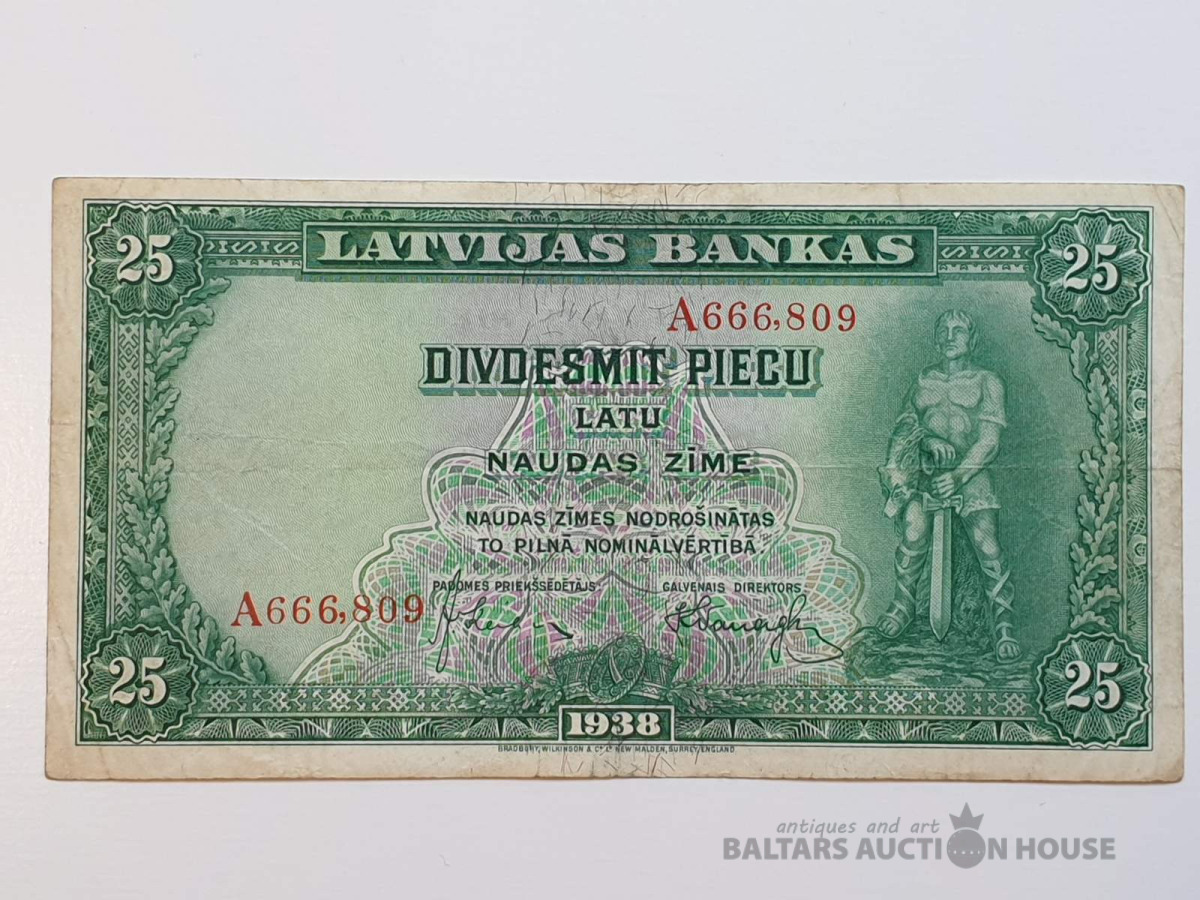 25 LATVIJAS BANKAS 25
A666,809
DIVDESMIT PIECU
LATU
NAUDAS ZĪME
NAUDAS ZĪMES NODROŠINĀTAS
TO PILNĀ NOMINĀLVĒRTĪBĀ.
PADOMES PRIEKŠSĒDĒTĀJS: GALVENAIS DIREKTORS
A666,809
25 25
1938
BRADBURY, WILKINSON & Cº Lº NEW MALDEN, SURREY, ENGLAND
antiques and art
BALTARS AUCTION HOUSE